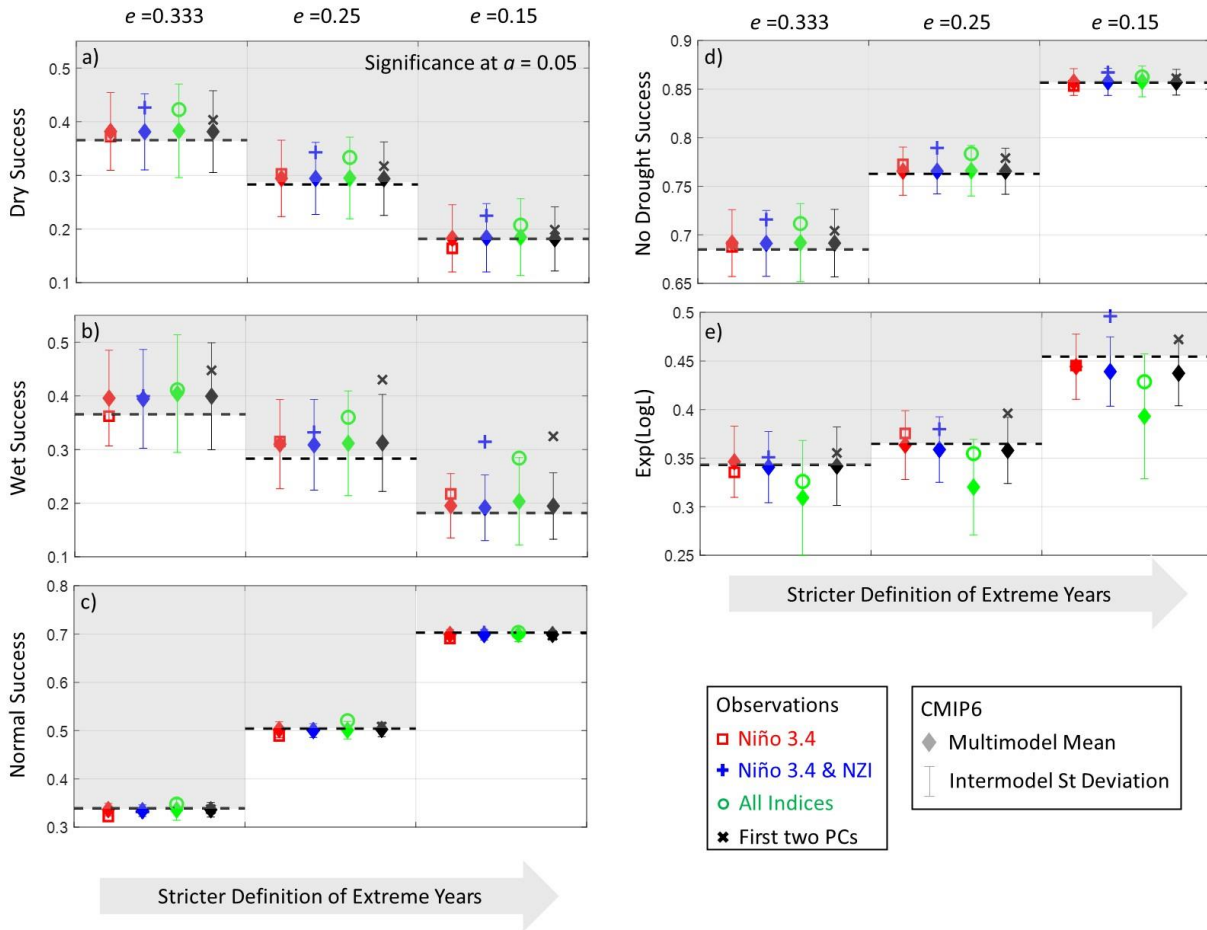 e =0.333 e =0.25 e =0.15
a) Significance at α = 0.05
Dry Success
0.5
0.4
0.3
0.2
0.1
b)
Wet Success
0.5
0.4
0.3
0.2
0.1
c)
Normal Success
0.8
0.7
0.6
0.5
0.4
0.3
Stricter Definition of Extreme Years
e =0.333 e =0.25 e =0.15
d)
No Drought Success
0.9
0.85
0.8
0.75
0.7
0.65
e)
Exp(LogL)
0.5
0.45
0.4
0.35
0.3
0.25
Stricter Definition of Extreme Years
Observations
Niño 3.4
Niño 3.4 & NZI
All Indices
First two PCs
CMIP6
Multimodel Mean
Intermodel St Deviation